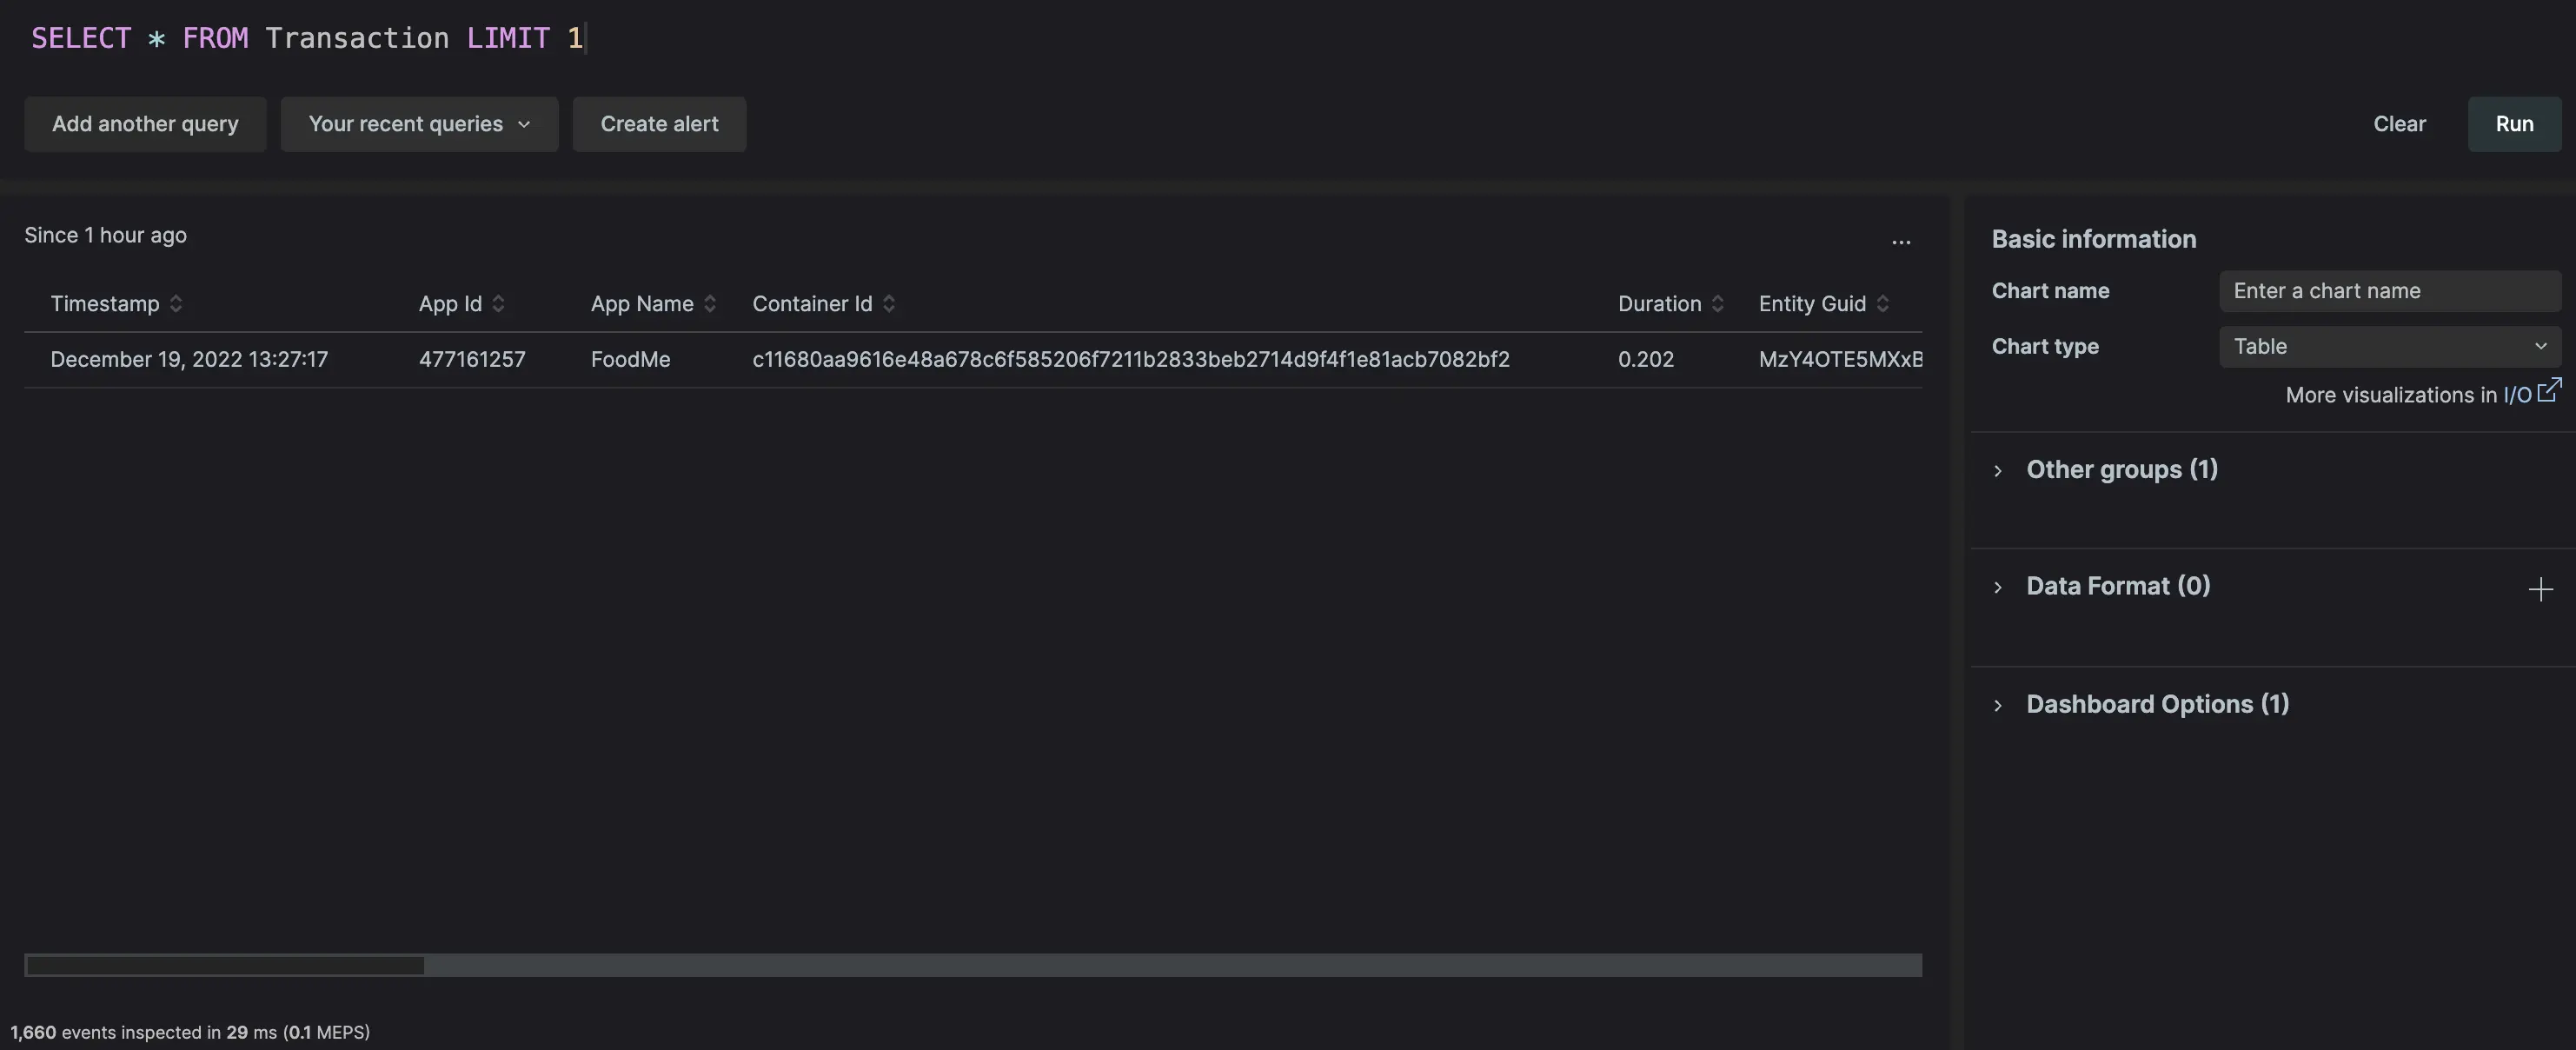 SELECT * FROM Transaction LIMIT 1
Add another query Your recent queries Create alert Clear Run
Since 1 hour ago
...
Timestamp App Id App Name Container Id Duration Entity Guid
December 19, 2022 13:27:17 477161257 FoodMe c11680aa9616e48a678c6f585206f7211b2833beb2714d9f4f1e81acb7082bf2 0.202 MzY4OTE5MXxB
1,660 events inspected in 29 ms (0.1 MEPS)
Basic information
Chart name Enter a chart name
Chart type Table
More visualizations in I/O
Other groups (1)
Data Format (0)
Dashboard Options (1)